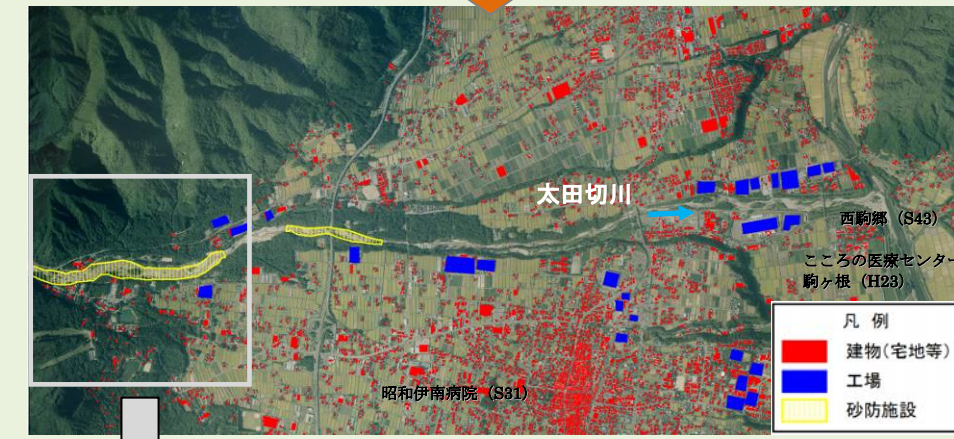 太田切川
西駒郷（S43）
こころの医療センター
駒ヶ根（H23）
昭和伊南病院（S31）
凡 例
建物(宅地等)
工場
砂防施設